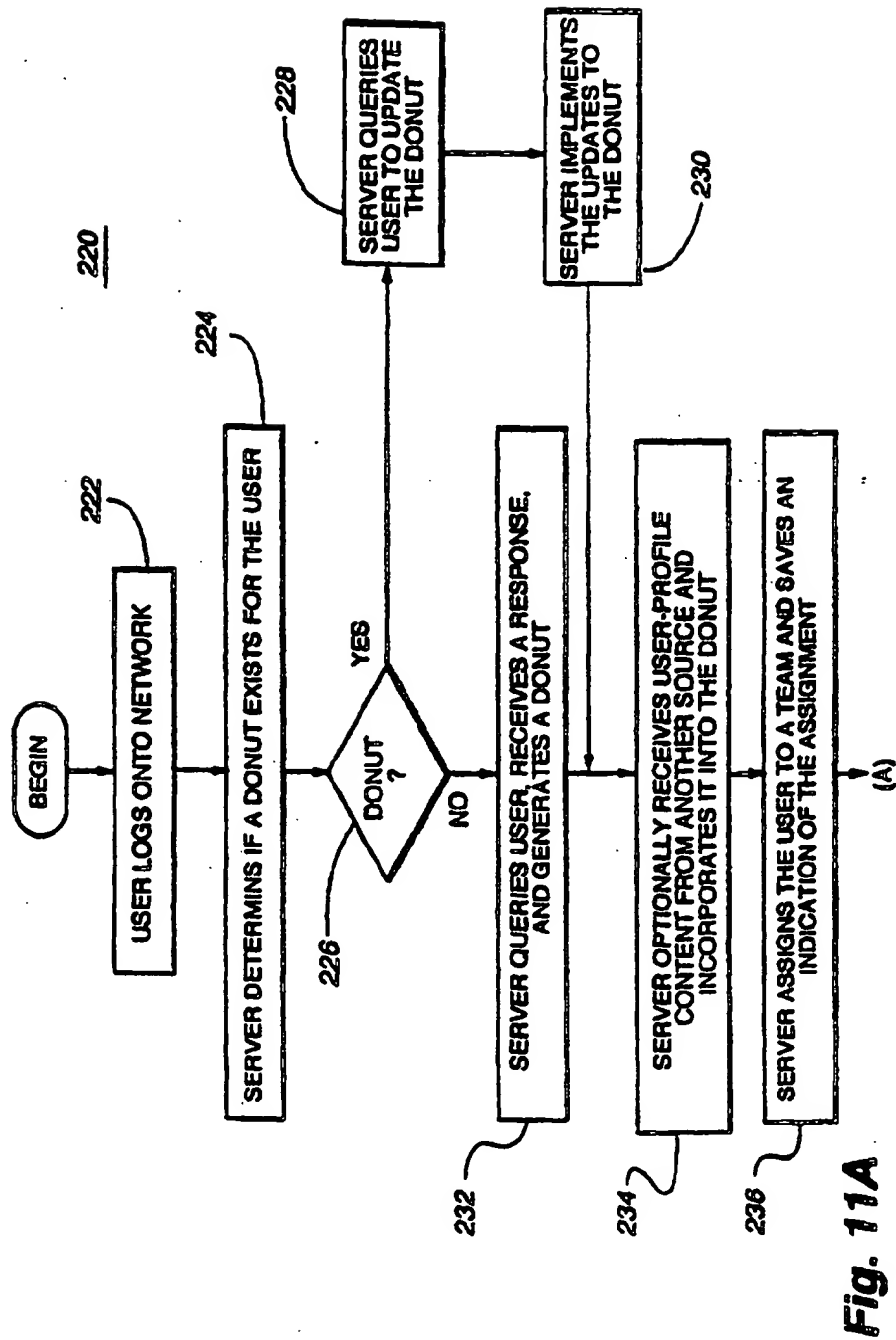 220
BEGIN
222
USER LOGS ONTO NETWORK
224
SERVER DETERMINS IF A DONUT EXISTS FOR THE USER
226
DONUT
?
YES
NO
228
SERVER QUERIES
USER TO UPDATE
THE DONUT
SERVER IMPLEMENTS
THE UPDATES TO
THE DONUT
230
232
SERVER QUERIES USER, RECEIVES A RESPONSE,
AND GENERATES A DONUT
234
SERVER OPTIONALLY RECEIVES USER-PROFILE
CONTENT FROM ANOTHER SOURCE AND
INCORPORATES IT INTO THE DONUT
236
SERVER ASSIGNS THE USER TO A TEAM AND SAVES AN
INDICATION OF THE ASSIGNMENT
(A)
Fig. 11A